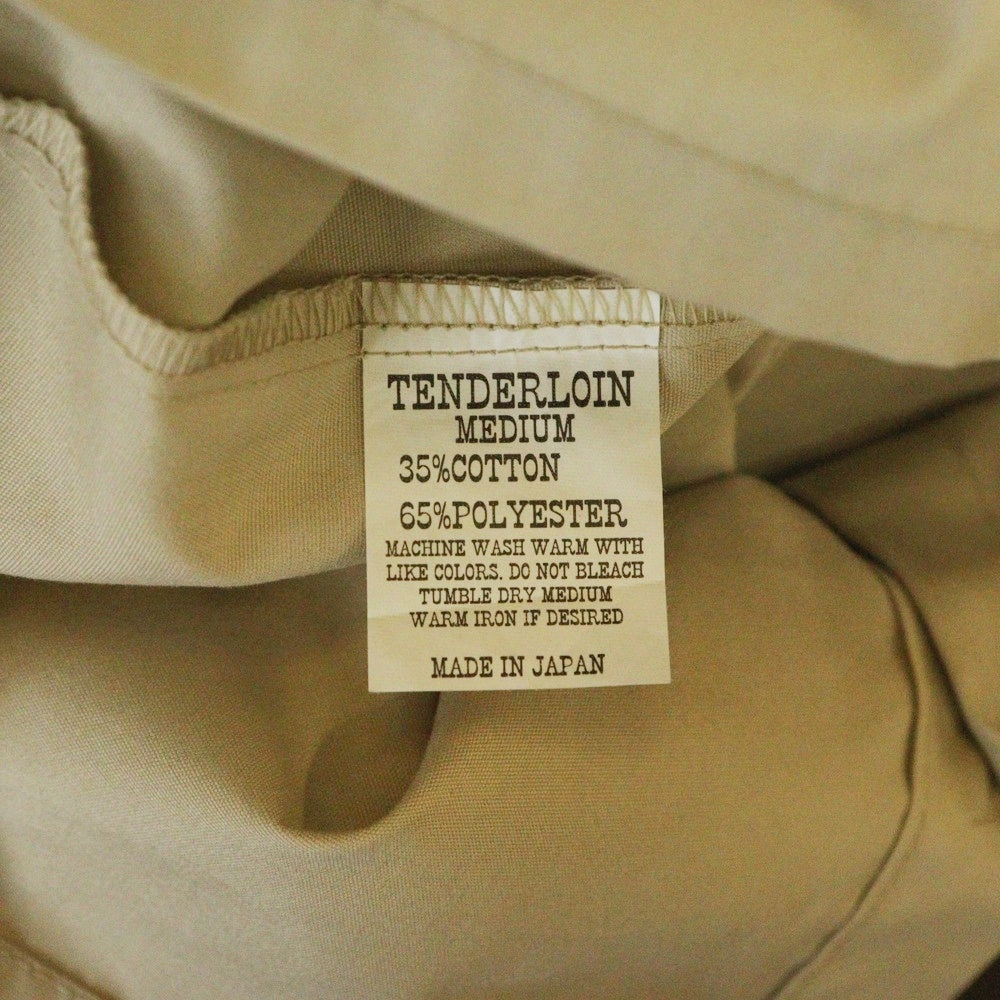 TENDERLOIN
MEDIUM
35%COTTON
65%POLYESTER
MACHINE WASH WARM WITH
LIKE COLORS. DO NOT BLEACH
TUMBLE DRY MEDIUM
WARM IRON IF DESIRED
MADE IN JAPAN